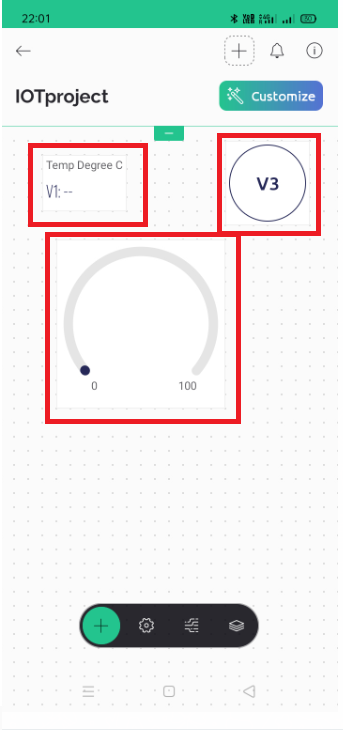 22:01
IOTproject
Customize
Temp Degree C
V1: --
V3
0
100